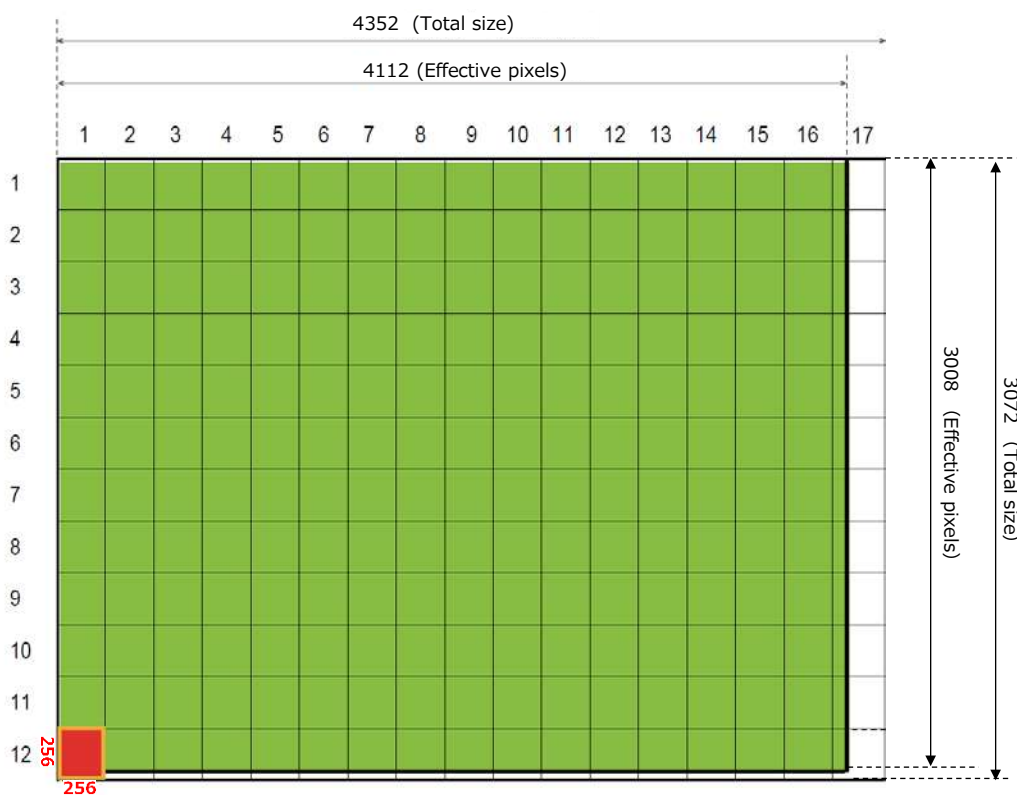 4352 (Total size)
4112 (Effective pixels)
1 2 3 4 5 6 7 8 9 10 11 12 13 14 15 16 17
1
2
3
4
5
6
7
8
9
10
11
12
3008 (Effective pixels)
3072 (Total size)
256
256